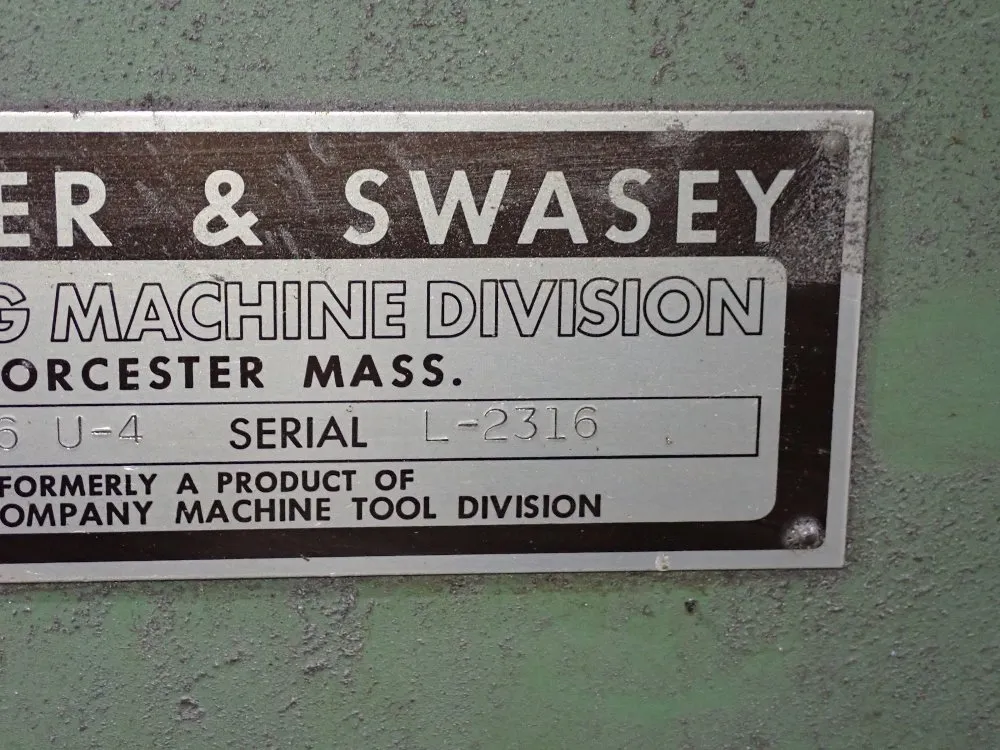 ER & SWASEY
G MACHINE DIVISION
ORCESTER MASS.
6 U-4 SERIAL L-2316
FORMERLY A PRODUCT OF
OMPANY MACHINE TOOL DIVISION